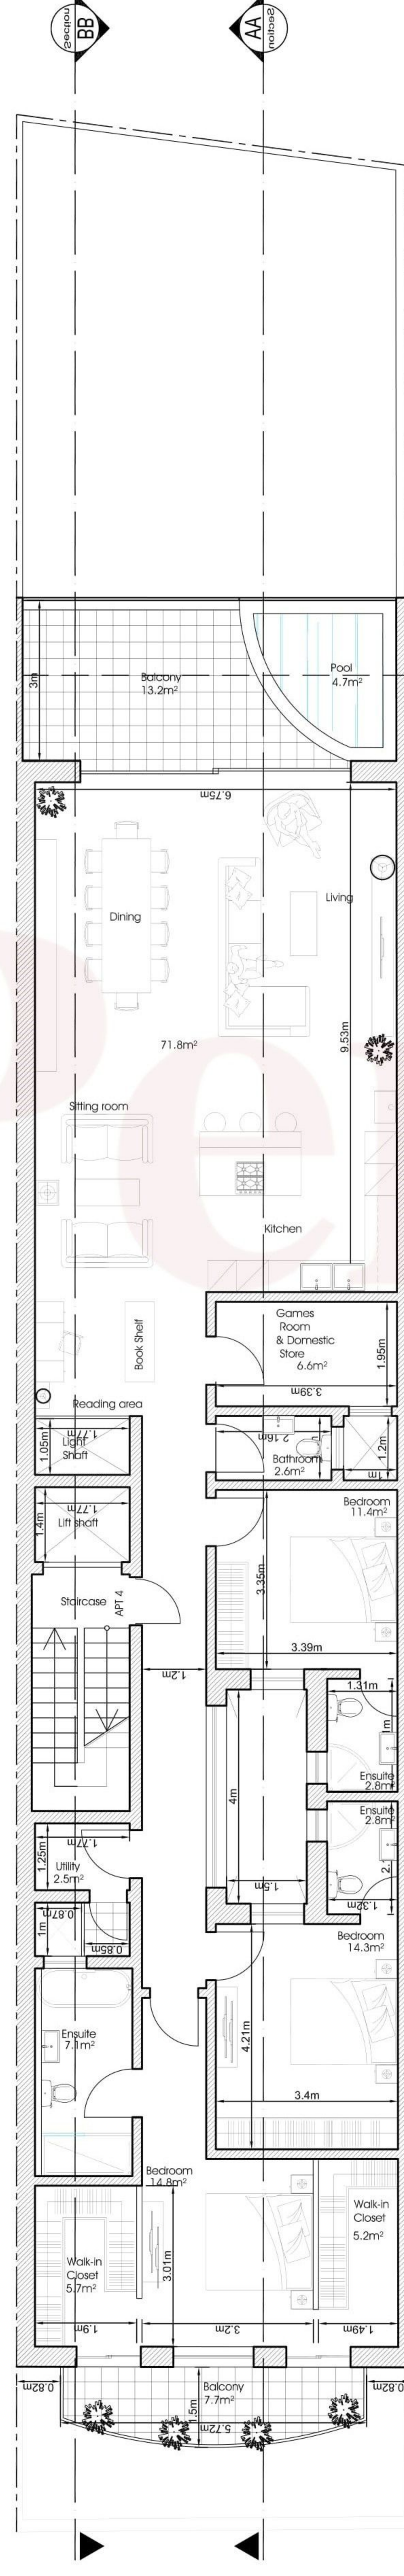 Section
BB
AA
Section
3m
Balcony
13.2m²
Pool
4.7m²
6.75m
Dining
Living
71.8m²
9.53m
Sitting room
Kitchen
Book Shelf
Games
Room
& Domestic
Store
6.6m²
1.95m
3.39m
Reading area
1.77m
1.05m
Light
Shaft
2.16m
Bathroom
2.6m²
1.2m
1m
1.77m
1.4m
Lift shaft
Bedroom
11.4m²
3.35m
Staircase
APT 4
3.39m
1.2m
1.31m
4m
Ensuite
2.8m²
Ensuite
2.8m²
1.77m
1.25m
Utility
2.5m²
1.5m
1.32m
0.87m
1m
0.85m
Bedroom
14.3m²
Ensuite
7.1m²
4.21m
3.4m
Bedroom
14.8m²
3.01m
Walk-in
Closet
5.2m²
Walk-in
Closet
5.7m²
1.9m
3.2m
1.49m
0.82m
Balcony
7.7m²
1.5m
5.72m